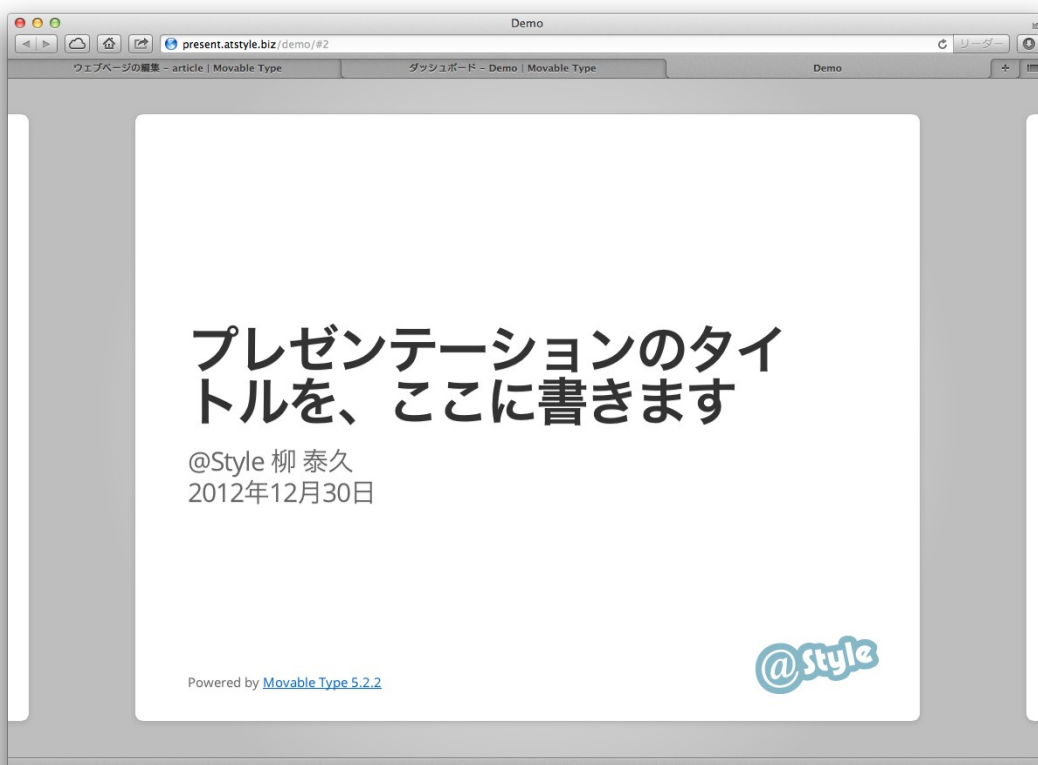 Demo
present.atstyle.biz/demo/#2
リーダー
ウェブページの編集 – article | Movable Type
ダッシュボード – Demo | Movable Type
Demo
プレゼンテーションのタイ
トルを、ここに書きます
@Style 柳 泰久
2012年12月30日
Powered by Movable Type 5.2.2
@Style